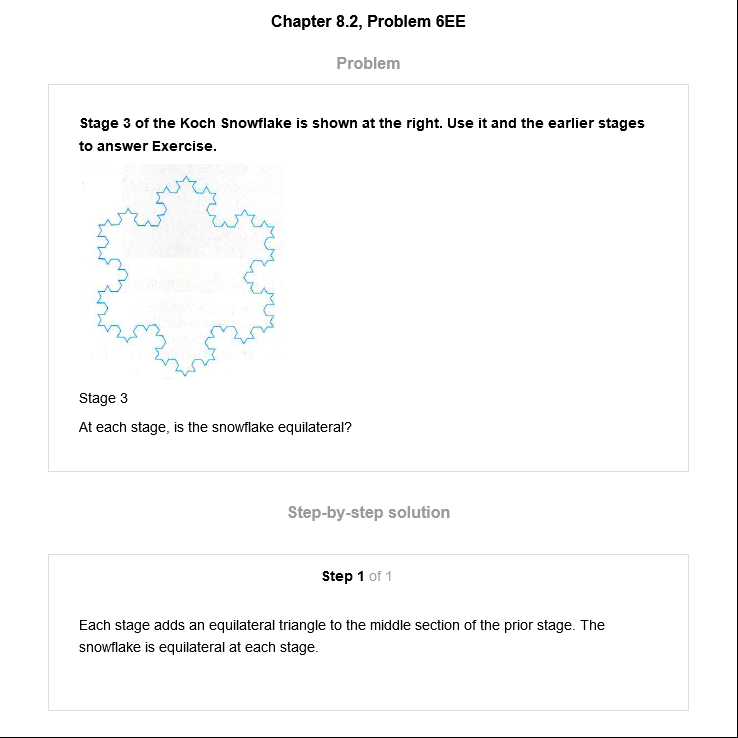 Chapter 8.2, Problem 6EE
Problem
Stage 3 of the Koch Snowflake is shown at the right. Use it and the earlier stages
to answer Exercise.
Stage 3
At each stage, is the snowflake equilateral?
Step-by-step solution
Step 1 of 1
Each stage adds an equilateral triangle to the middle section of the prior stage. The
snowflake is equilateral at each stage.